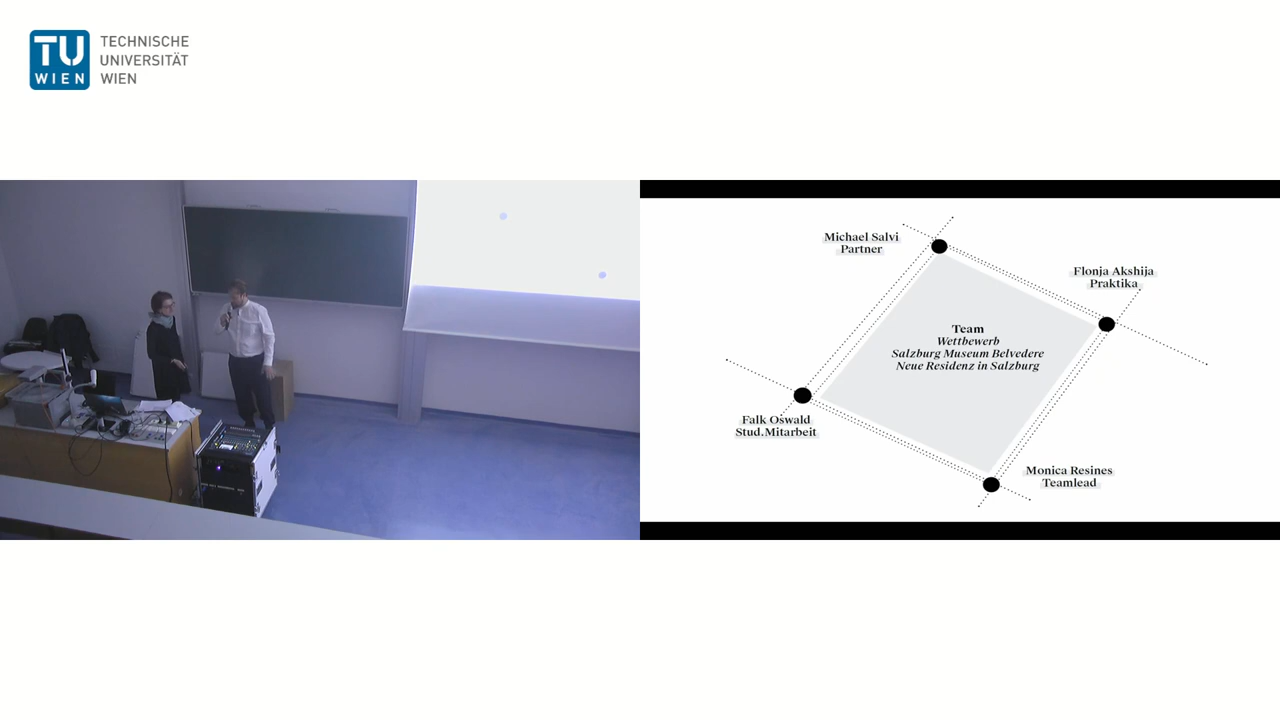 TU
WIEN
TECHNISCHE
UNIVERSITÄT
WIEN
Michael Salvi
Partner
Flonja Akshija
Praktika
Team
Wettbewerb
Salzburg Museum Belvedere
Neue Residenz in Salzburg
Falk Oswald
Stud.Mitarbeit
Monica Resines
Teamlead